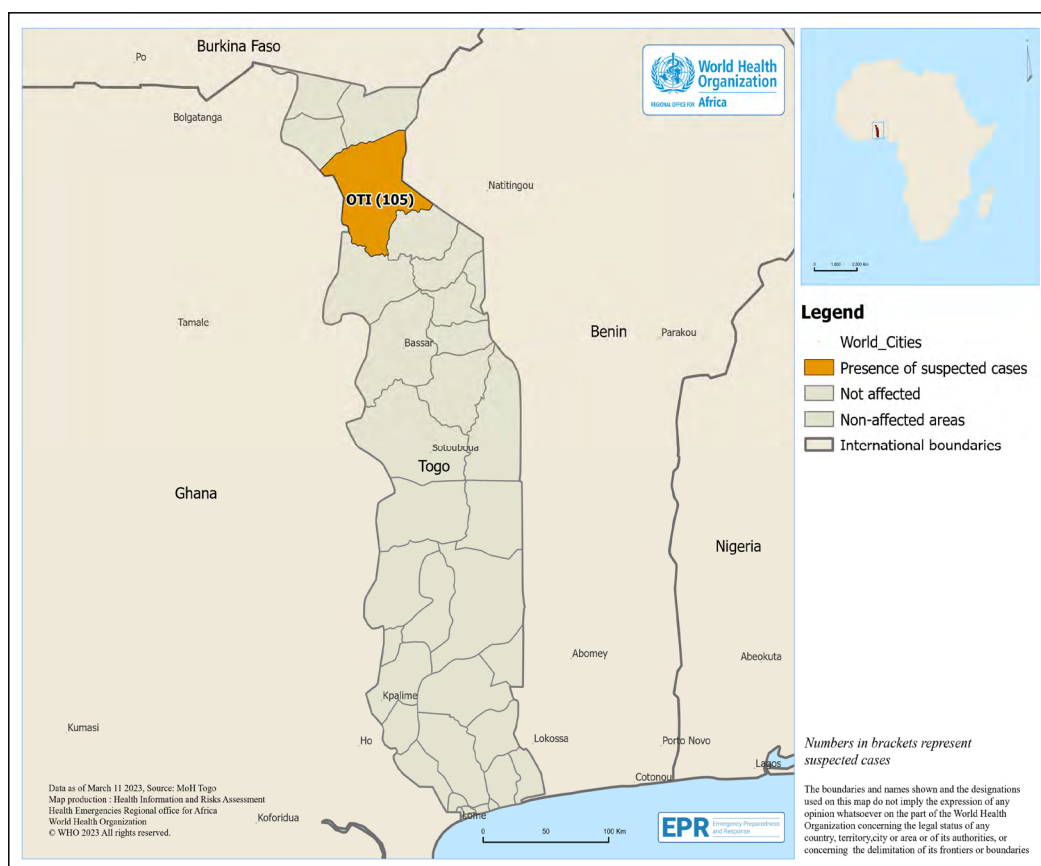 Burkina Faso
Po
Bolgatanga
World Health
Organization
REGIONAL OFFICE FOR Africa
Natitingou
OTI (105)
Tamale
Bassar
Benin
Parakou
Sotouboua
Togo
Ghana
Nigeria
Abomey
Abeokuta
Kpalime
Kumasi
Ho
Lokossa
Porto Novo
Lagos
Cotonou
Koforidua
Lome
0 50 100 Km
Data as of March 11 2023, Source: MoH Togo
Map production : Health Information and Risks Assessment
Health Emergencies Regional office for Africa
World Health Organization
© WHO 2023 All rights reserved.
EPR Emergency Preparedness
and Response
Legend
World_Cities
Presence of suspected cases
Not affected
Non-affected areas
International boundaries
Numbers in brackets represent
suspected cases
The boundaries and names shown and the designations
used on this map do not imply the expression of any
opinion whatsoever on the part of the World Health
Organization concerning the legal status of any
country, territory,city or area or of its authorities, or
concerning the delimitation of its frontiers or boundaries